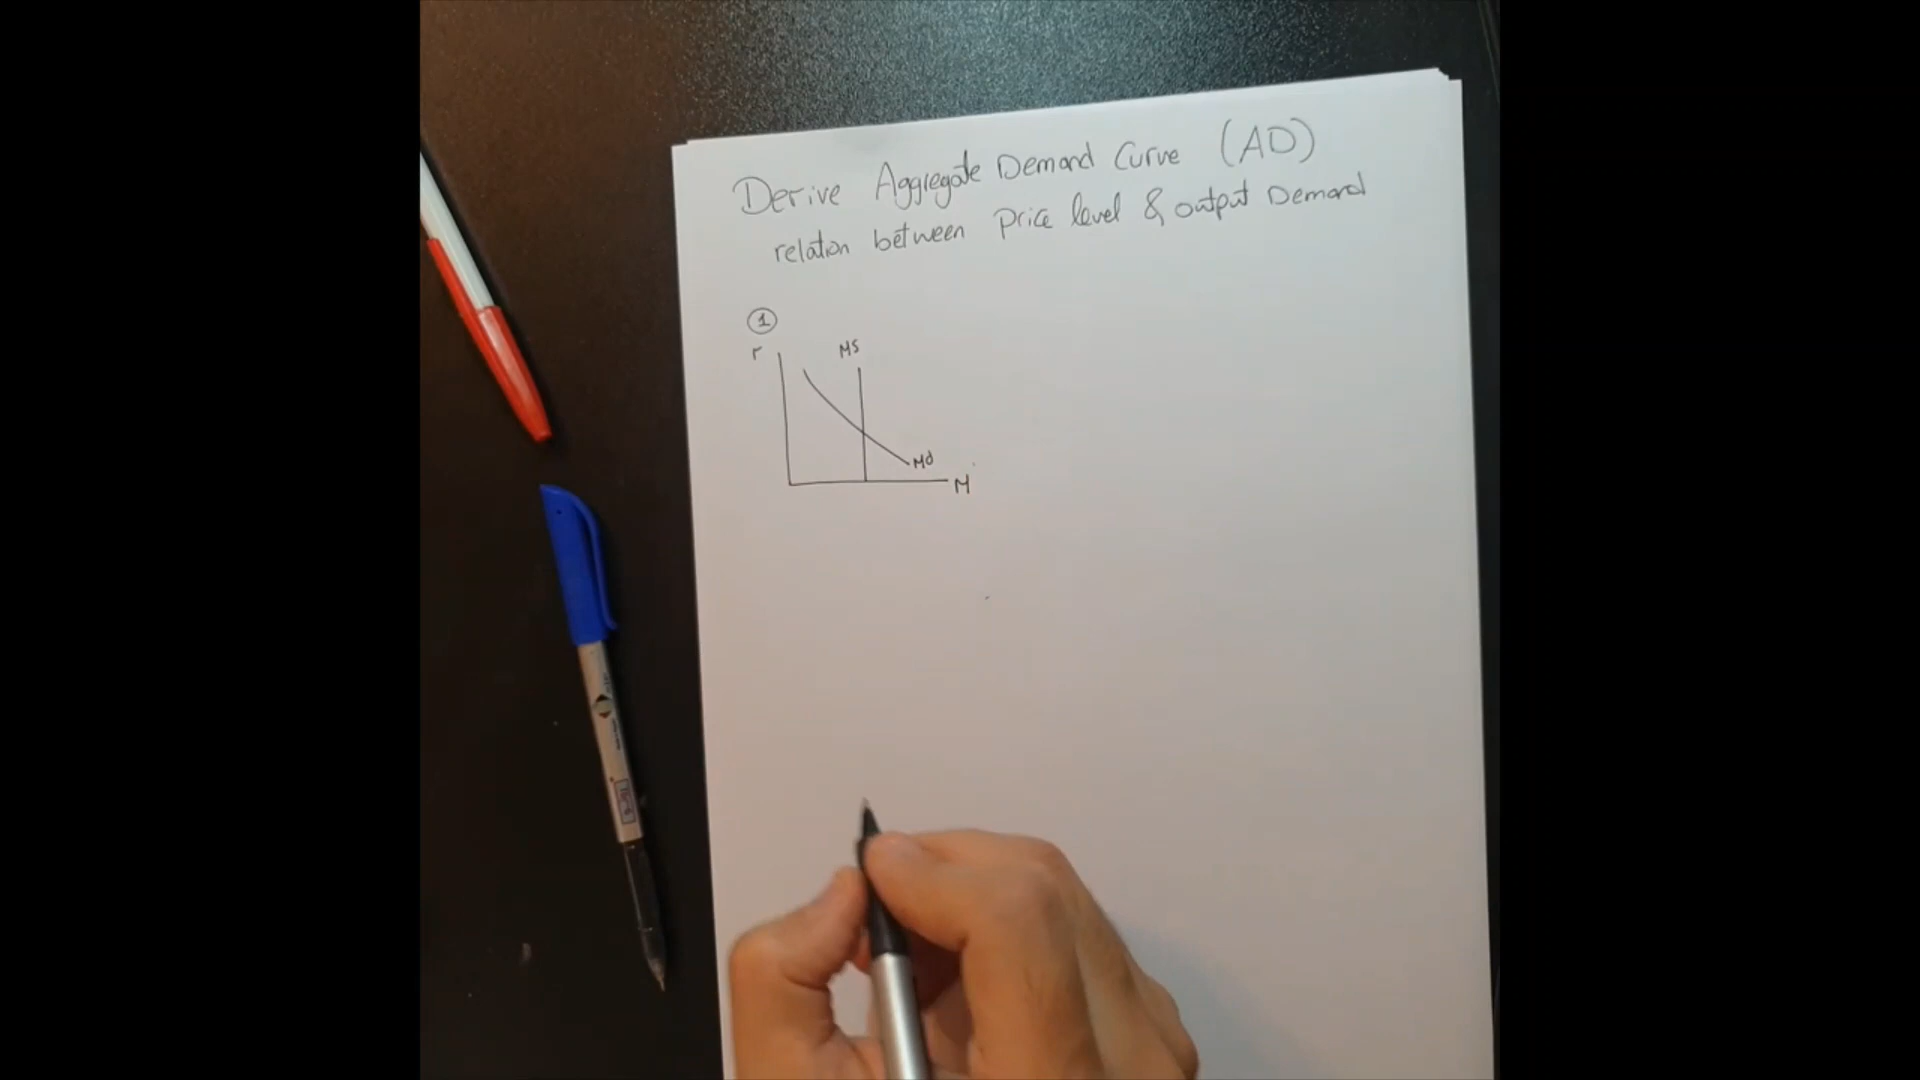 Derive Aggregate Demand Curve (AD)
relation between Price level & output Demand
1
r
Ms
Md
M